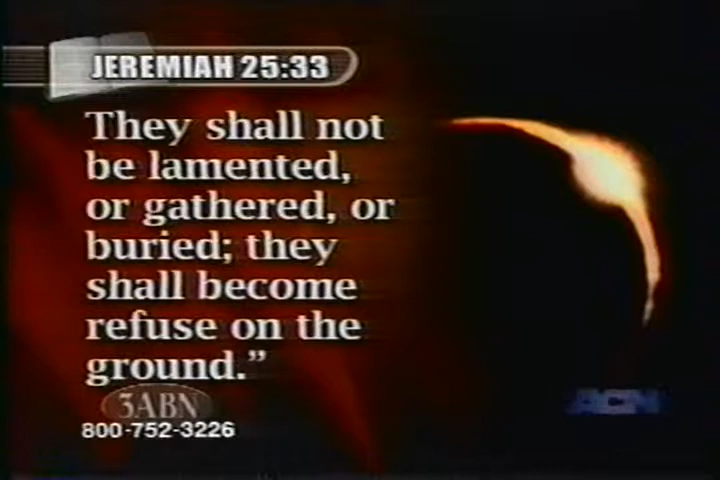 JEREMIAH 25:33
They shall not
be lamented,
or gathered, or
buried; they
shall become
refuse on the
ground.”
3ABN
800-752-3226
ACN